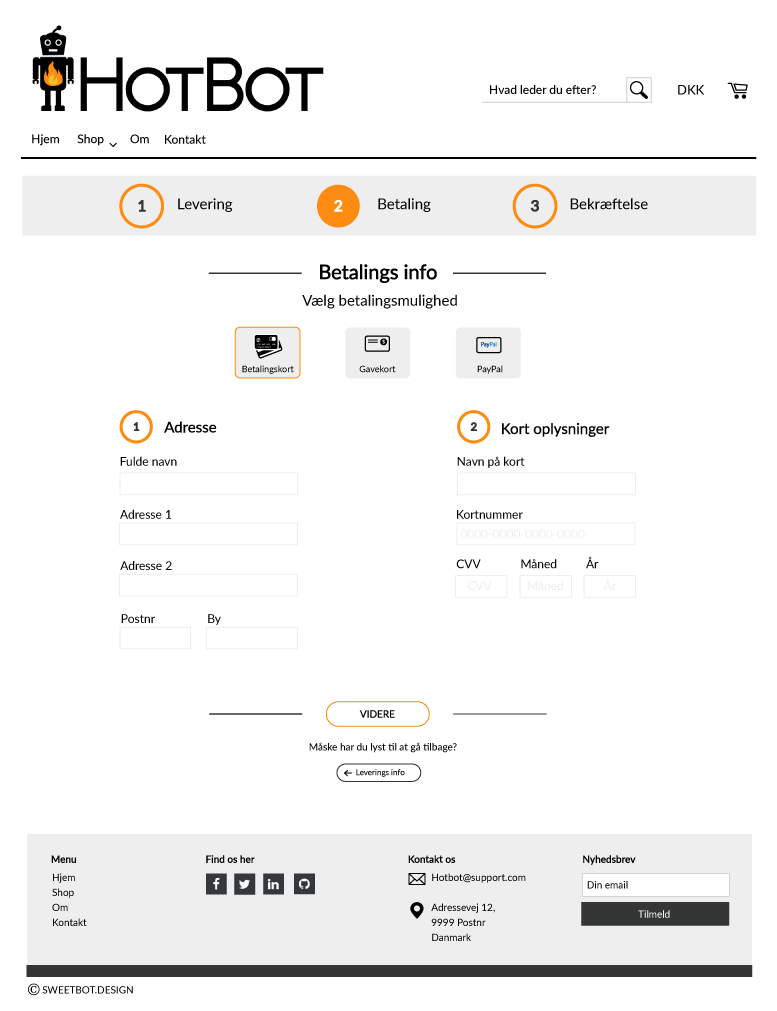 HOTBOT
Hvad leder du efter?
DKK
Hjem Shop Om Kontakt
1 Levering 2 Betaling 3 Bekræftelse
Betalings info
Vælg betalingsmulighed
PayPal
Betalingskort Gavekort PayPal
1 Adresse
Fulde navn
Adresse 1
Adresse 2
Postnr By
2 Kort oplysninger
Navn på kort
Kortnummer
0000-0000-0000-0000
CVV Måned År
CVV Måned År
VIDERE
Måske har du lyst til at gå tilbage?
← Leverings info
Menu
Hjem
Shop
Om
Kontakt
Find os her
Kontakt os
Hotbot@support.com
Adressevej 12,
9999 Postnr
Danmark
Nyhedsbrev
Din email
Tilmeld
© SWEETBOT.DESIGN